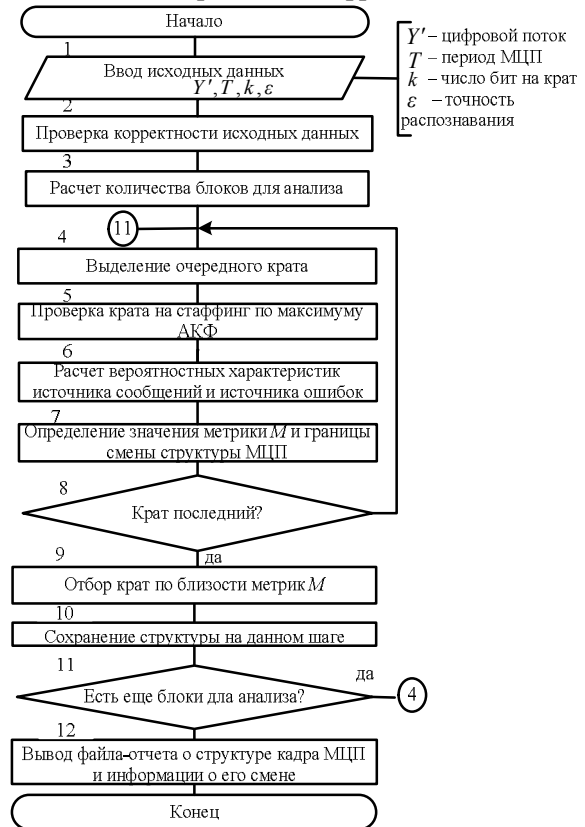 Начало
1
Ввод исходных данных
Y′, T, k, ε
Y′ – цифровой поток
T – период МЦП
k – число бит на крат
ε – точность
распознавания
2
Проверка корректности исходных данных
3
Расчет количества блоков для анализа
11
4
Выделение очередного крата
5
Проверка крата на стаффинг по максимуму
АКФ
6
Расчет вероятностных характеристик
источника сообщений и источника ошибок
7
Определение значения метрики M и границы
смены структуры МЦП
8
Крат последний?
да
9
Отбор крат по близости метрик M
10
Сохранение структуры на данном шаге
11
да
Есть еще блоки дла анализа?
4
12
Вывод файла-отчета о структуре кадра МЦП
и информации о его смене
Конец